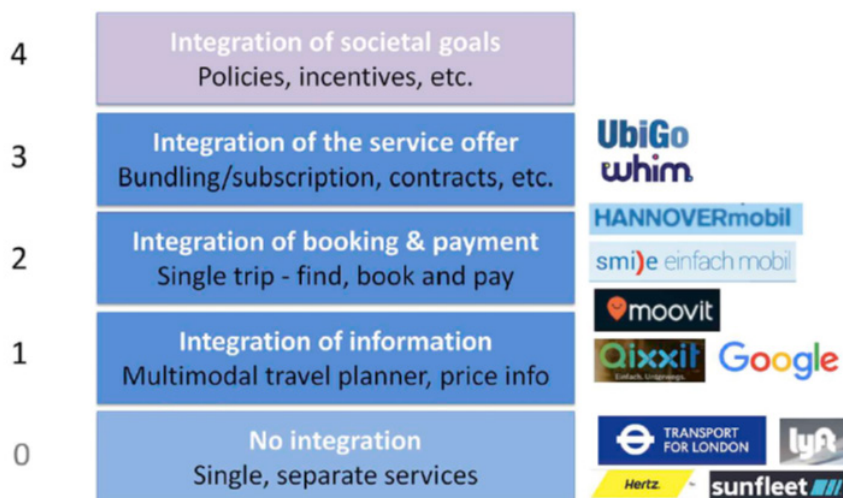 4
Integration of societal goals
Policies, incentives, etc.
3
Integration of the service offer
Bundling/subscription, contracts, etc.
UbiGo
whim
2
Integration of booking & payment
Single trip - find, book and pay
HANNOVERmobil
smi)e einfach mobil
moovit
1
Integration of information
Multimodal travel planner, price info
Qixxit
Einfach. Unterwegs.
Google
0
No integration
Single, separate services
TRANSPORT
FOR LONDON
lyft
Hertz
sunfleet